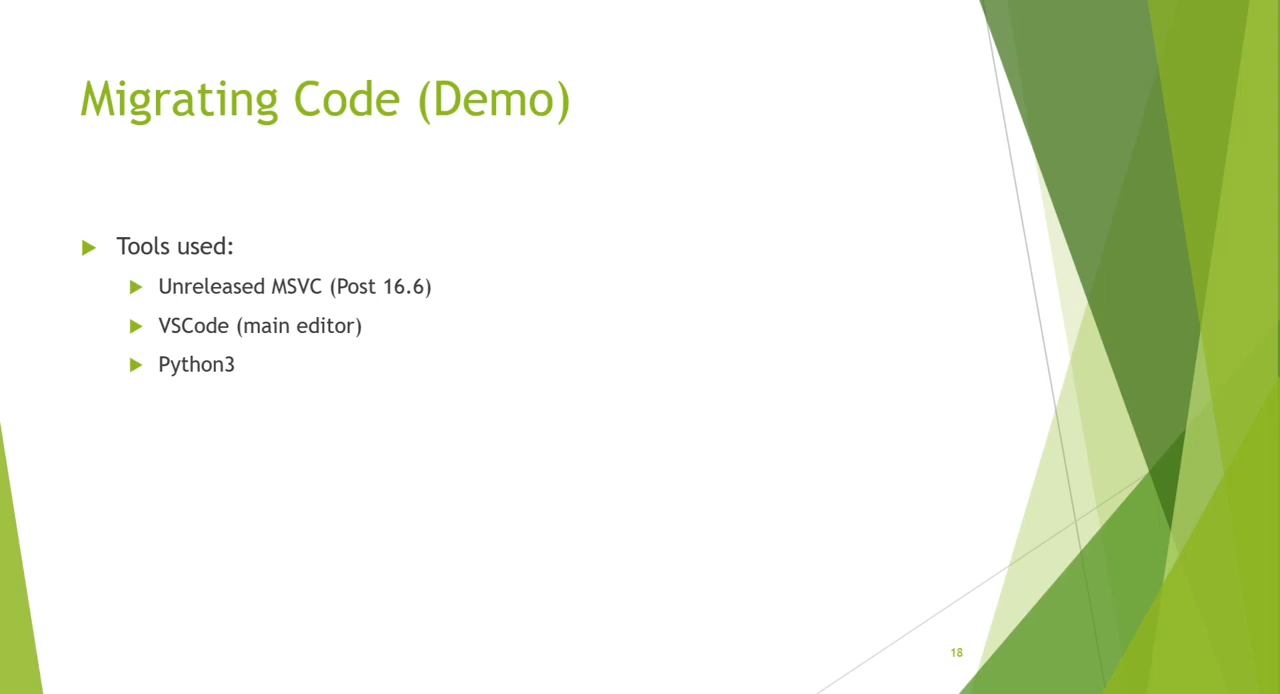 Migrating Code (Demo)
Tools used:
Unreleased MSVC (Post 16.6)
VSCode (main editor)
Python3
18